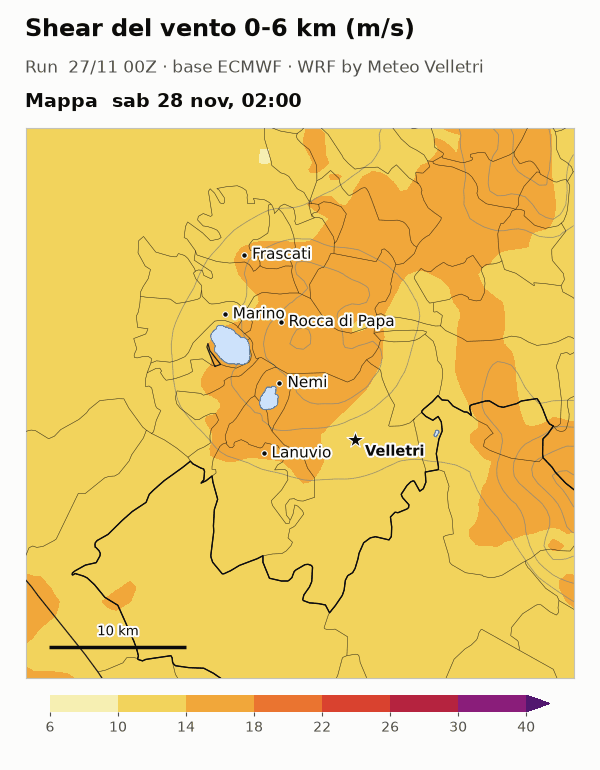 Shear del vento 0-6 km (m/s)
Run  27/11 00Z · base ECMWF · WRF by Meteo Velletri
Mappa  sab 28 nov, 02:00
Frascati
Marino
Rocca di Papa
Nemi
Lanuvio
Velletri
10 km
6 10 14 18 22 26 30 40